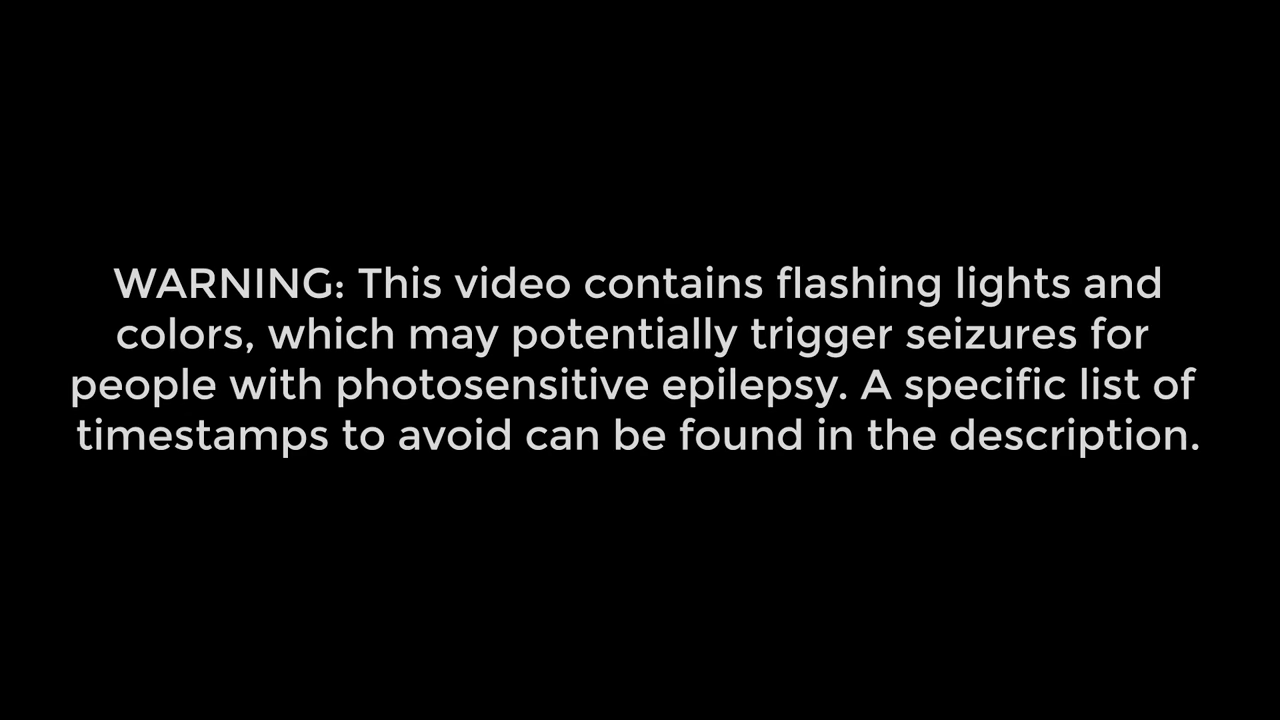 WARNING: This video contains flashing lights and
colors, which may potentially trigger seizures for
people with photosensitive epilepsy. A specific list of
timestamps to avoid can be found in the description.